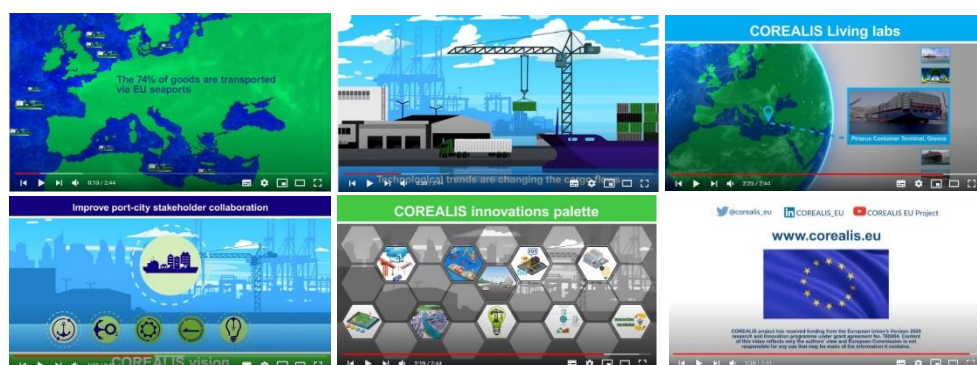 The 74% of goods are transported
via EU seaports
0:13 / 2:44
Technological trends are changing the cargo flows
COREALIS Living labs
Piraeus Container Terminal, Greece
2:25 / 2:44
Improve port-city stakeholder collaboration
COREALIS vision
COREALIS innovations palette
2:19 / 2:44
@corealis_eu COREALIS_EU COREALIS EU Project
www.corealis.eu
COREALIS project has received funding from the European Union's Horizon 2020
research and innovation programme under grant agreement No. 768994. Content
of this video reflects only the authors' view and European Commission is not
responsible for any use that may be made of the information it contains.